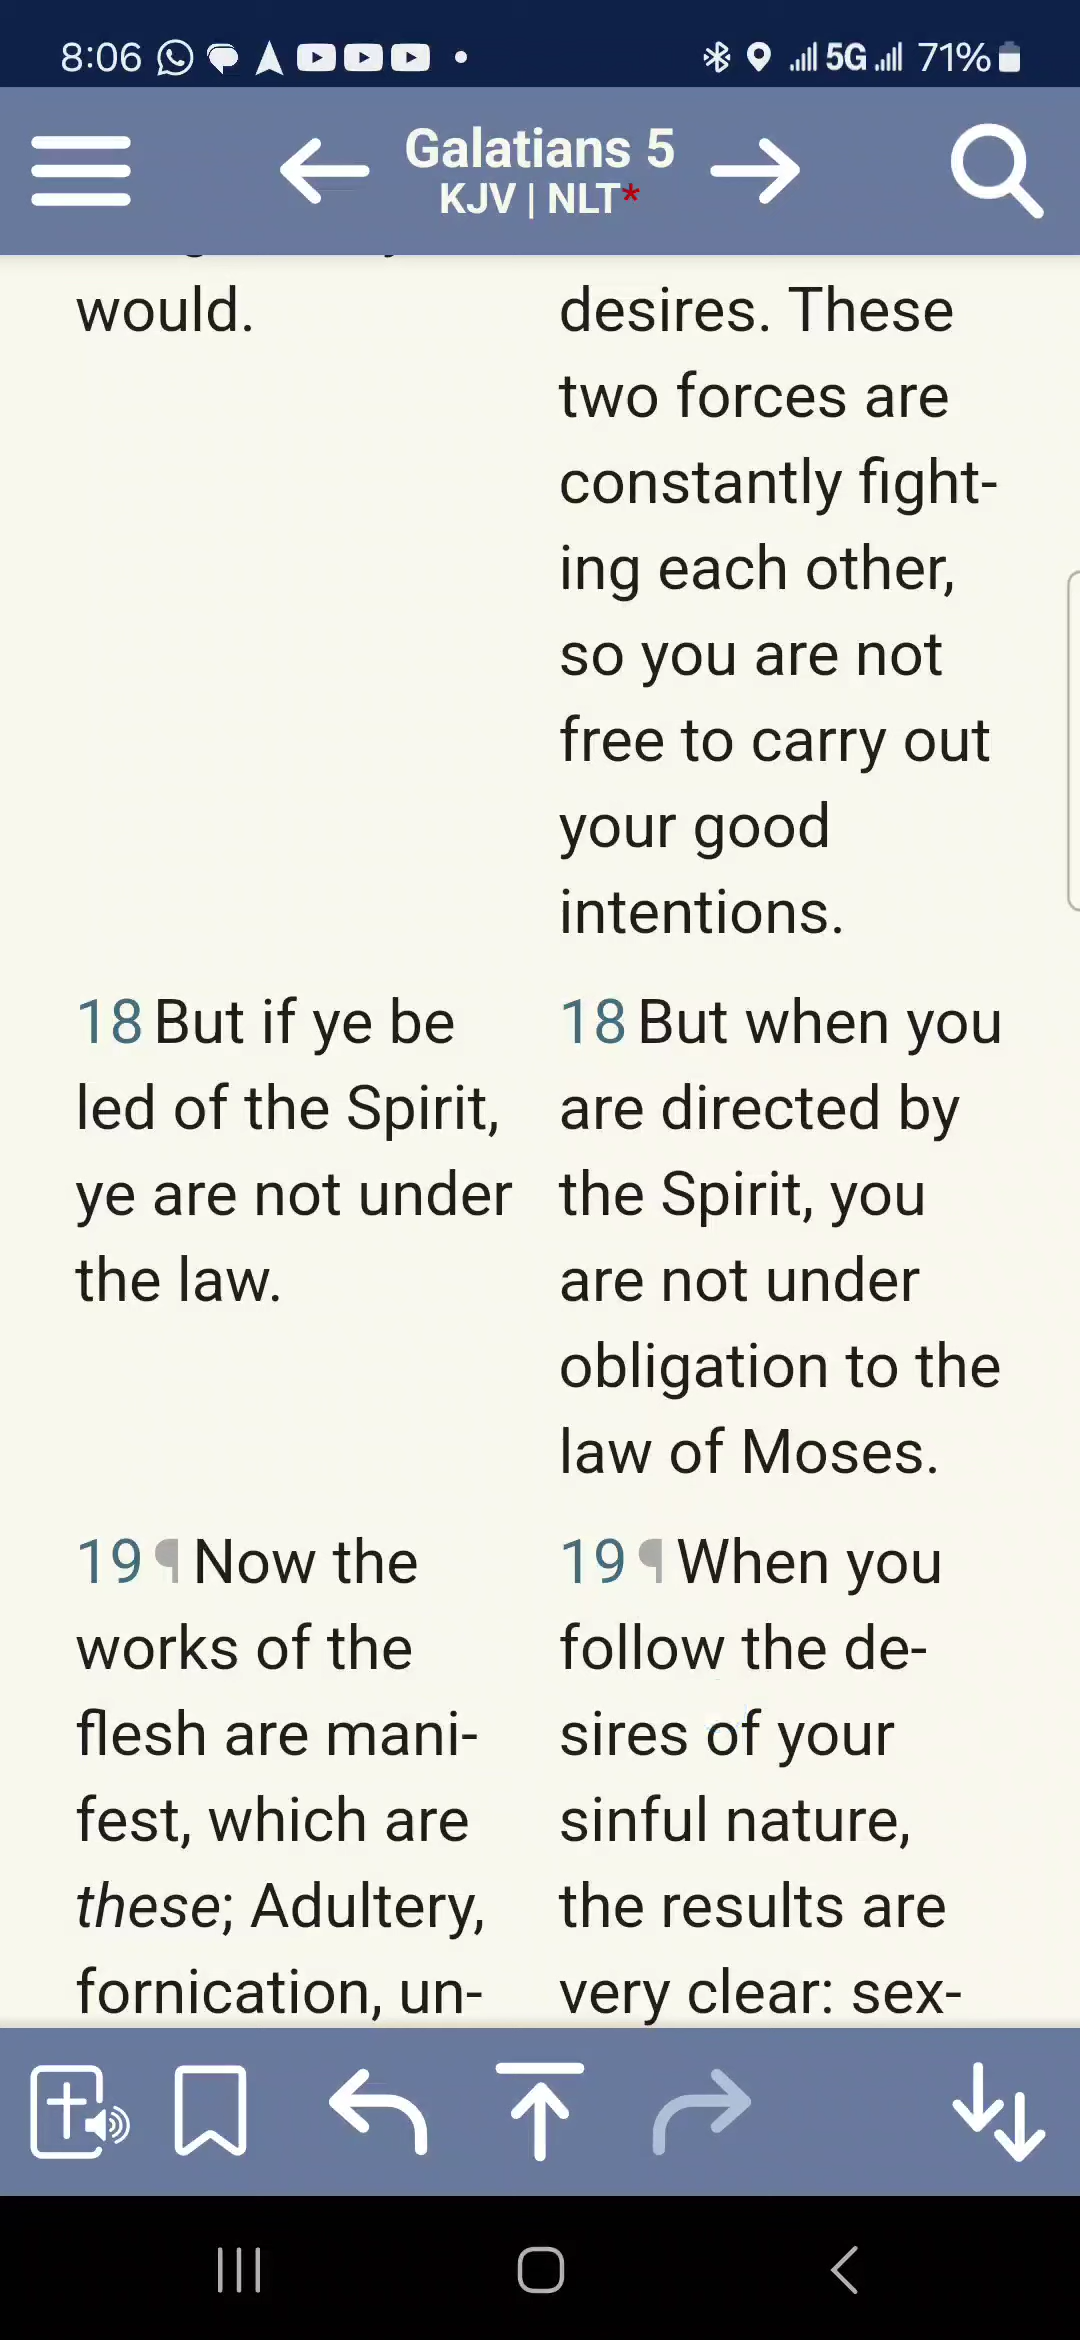 8:06
5G 71%
Galatians 5
KJV | NLT*
would.
desires. These
two forces are
constantly fight-
ing each other,
so you are not
free to carry out
your good
intentions.
18 But if ye be
led of the Spirit,
ye are not under
the law.
18 But when you
are directed by
the Spirit, you
are not under
obligation to the
law of Moses.
19 ¶ Now the
works of the
flesh are mani-
fest, which are
these; Adultery,
fornication, un-
19 ¶ When you
follow the de-
sires of your
sinful nature,
the results are
very clear: sex-